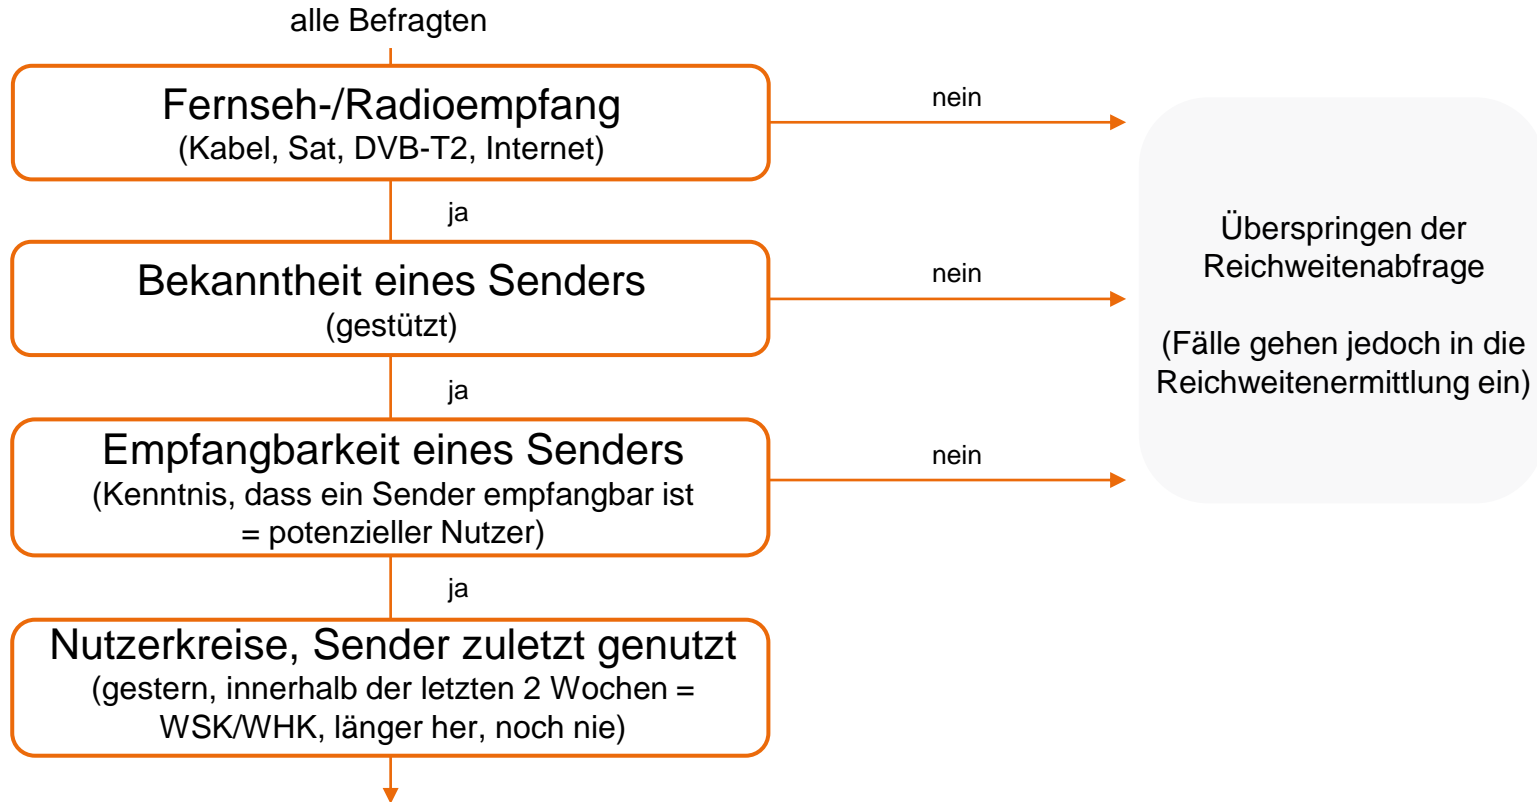 alle Befragten
Fernseh-/Radioempfang
(Kabel, Sat, DVB-T2, Internet)
nein
ja
Bekanntheit eines Senders
(gestützt)
nein
ja
Empfangbarkeit eines Senders
(Kenntnis, dass ein Sender empfangbar ist
= potenzieller Nutzer)
nein
ja
Nutzerkreise, Sender zuletzt genutzt
(gestern, innerhalb der letzten 2 Wochen =
WSK/WHK, länger her, noch nie)
Überspringen der
Reichweitenabfrage
(Fälle gehen jedoch in die
Reichweitenermittlung ein)